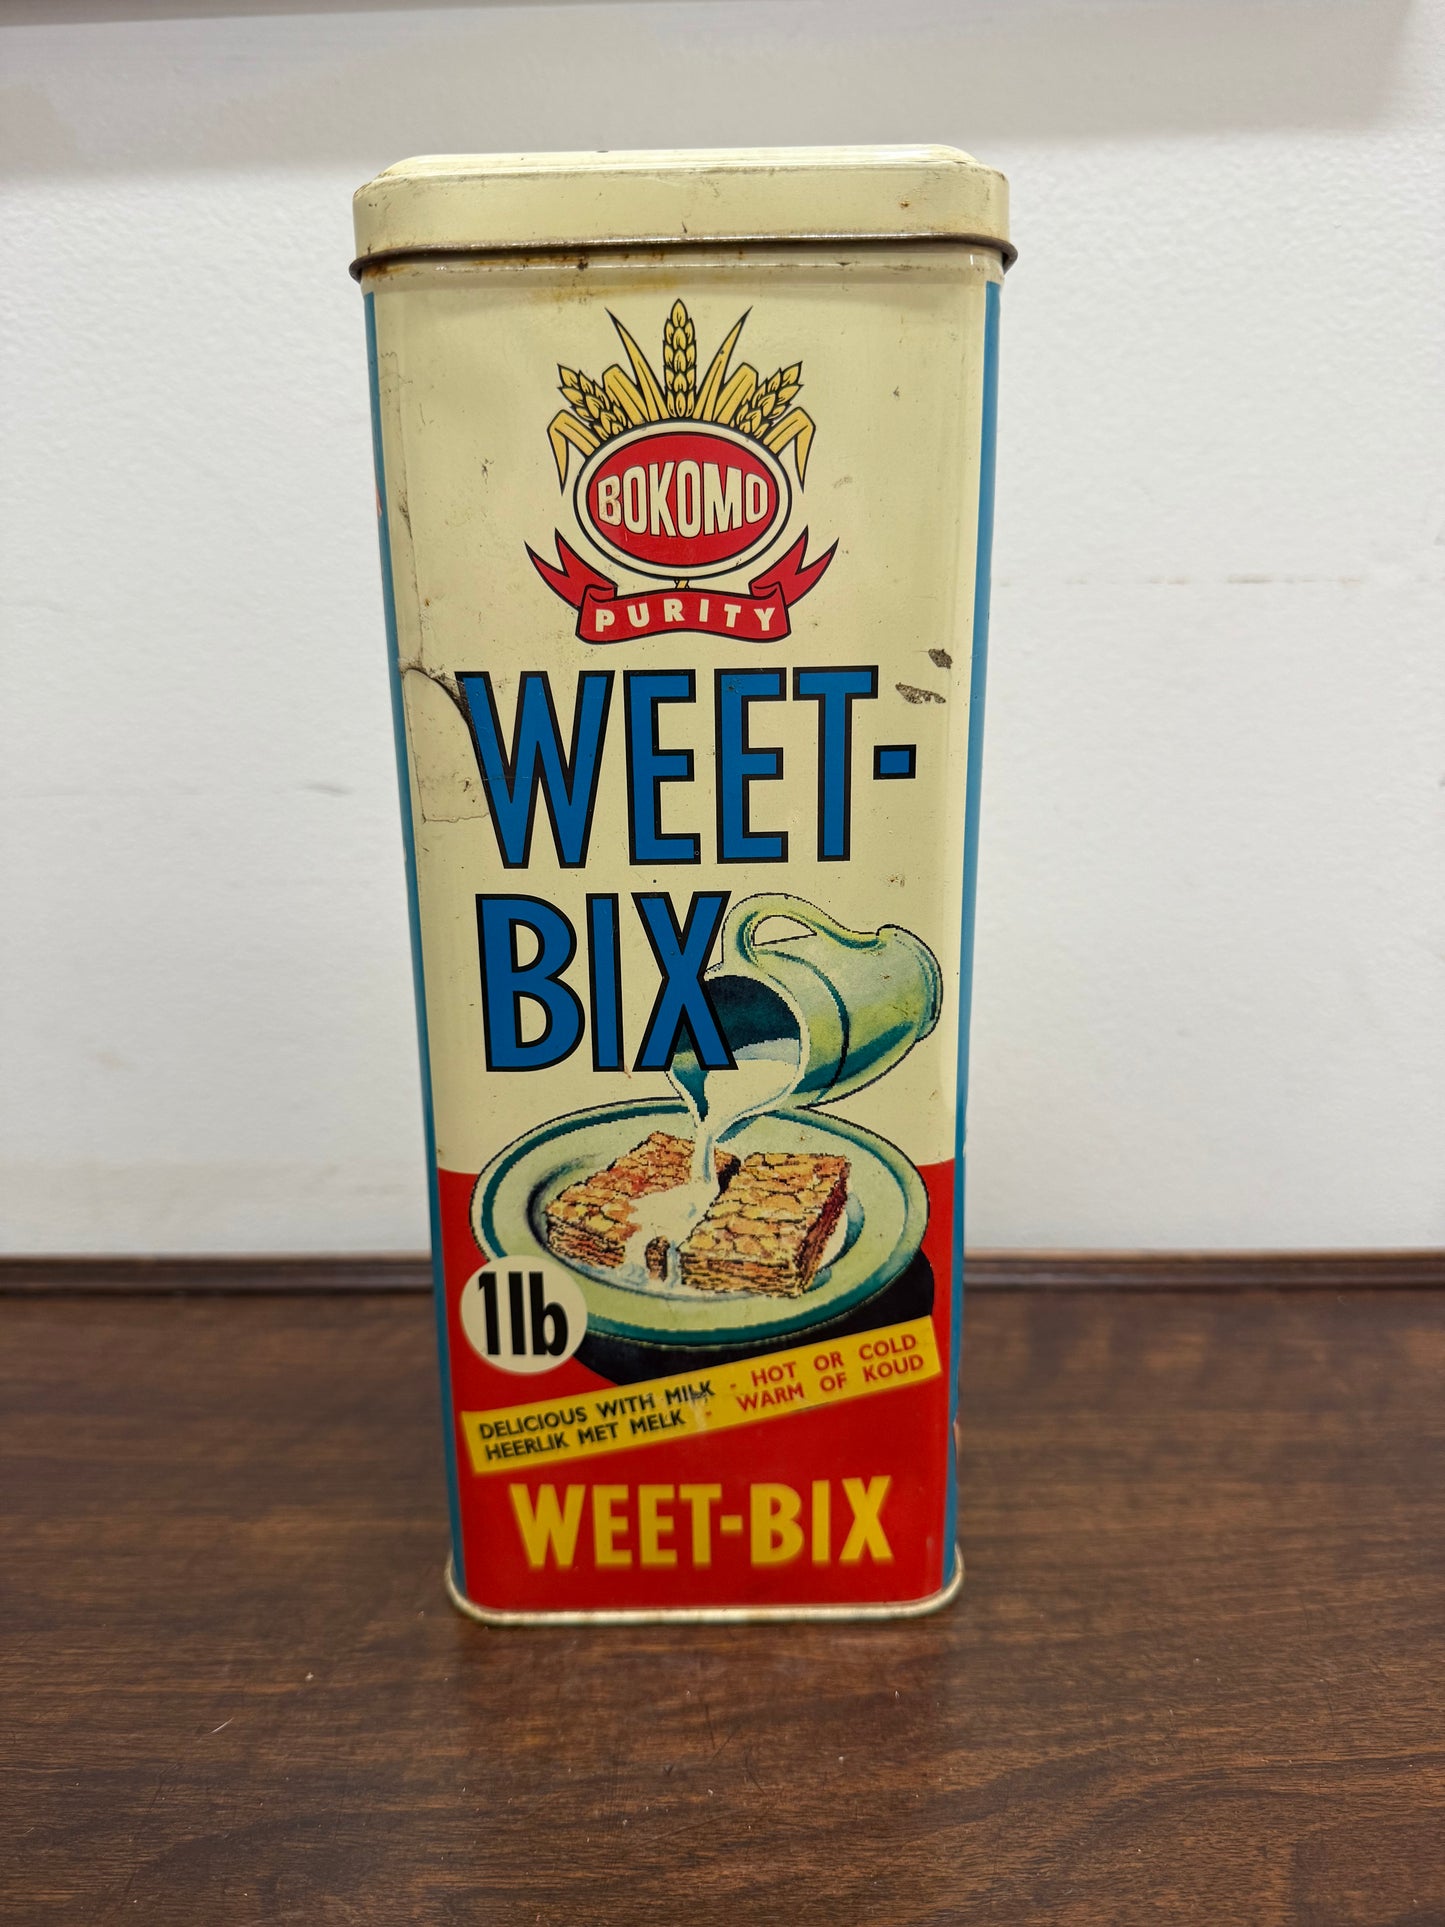 BOKOMO
PURITY
WEET-
BIX
1lb
DELICIOUS WITH MILK - HOT OR COLD
HEERLIK MET MELK - WARM OF KOUD
WEET-BIX